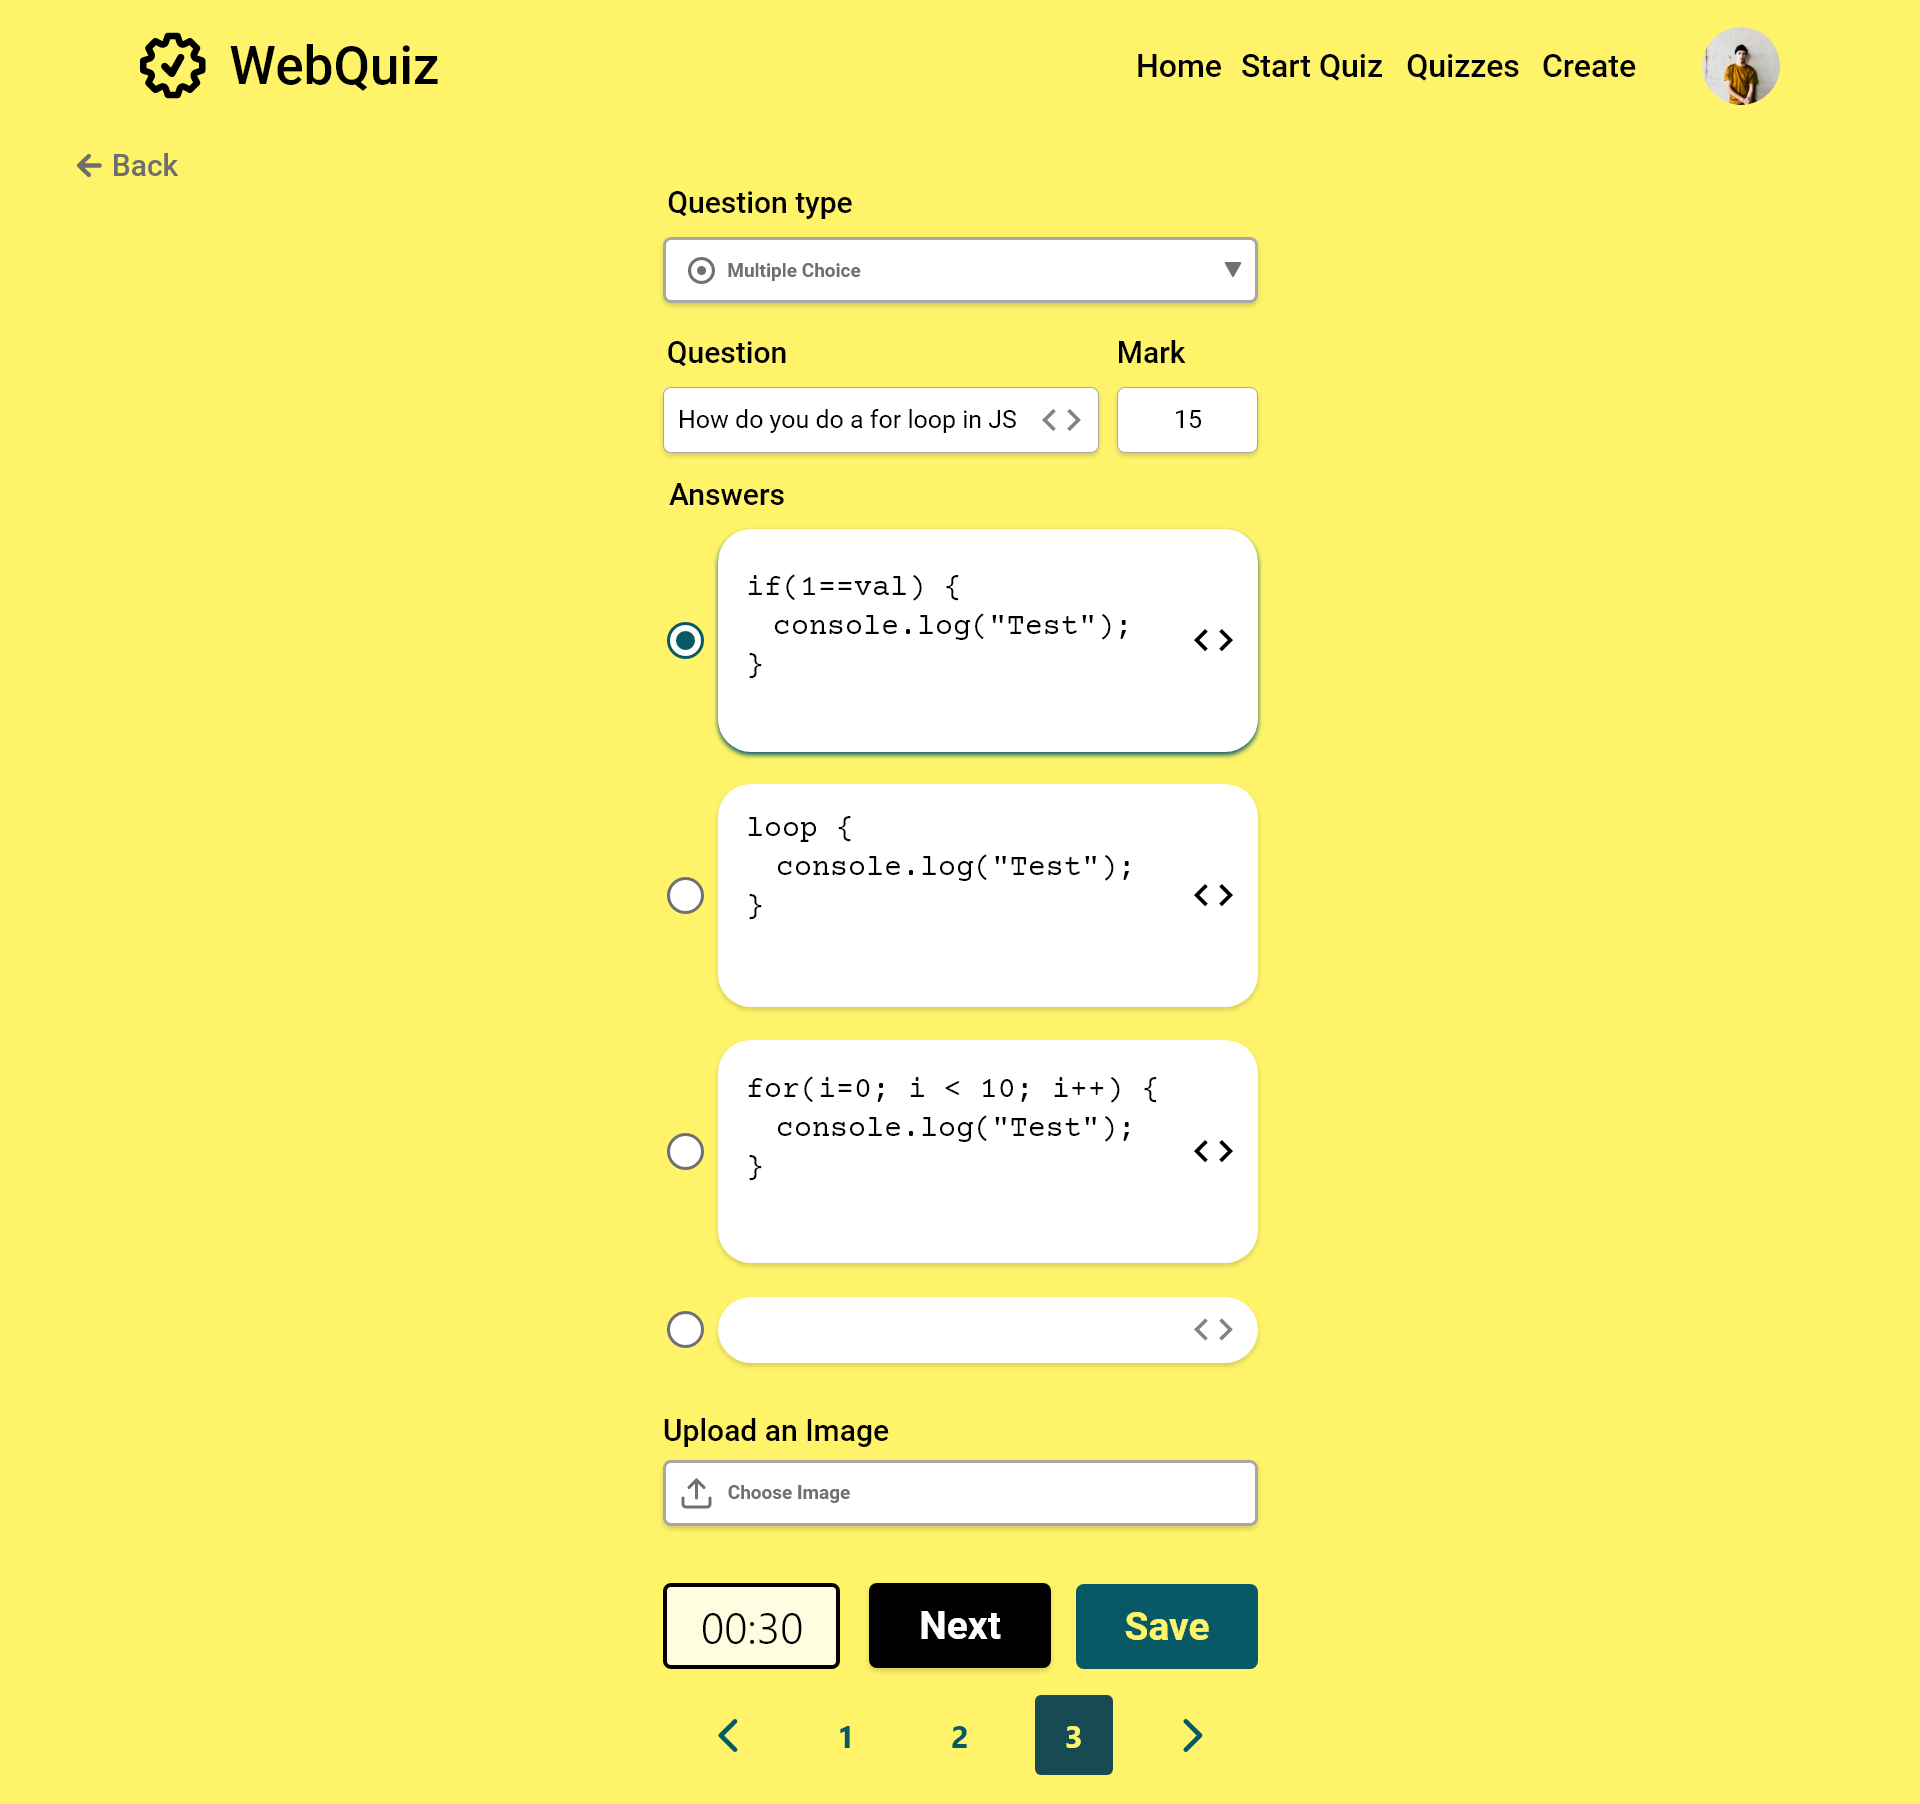 WebQuiz
Home Start Quiz Quizzes Create
Back
Question type
Multiple Choice
Question Mark
How do you do a for loop in JS < > 15
Answers
if(1==val) {
console.log("Test");
}
< >
loop {
console.log("Test");
}
< >
for(i=0; i < 10; i++) {
console.log("Test");
}
< >
< >
Upload an Image
Choose Image
00:30 Next Save
< 1 2 3 >